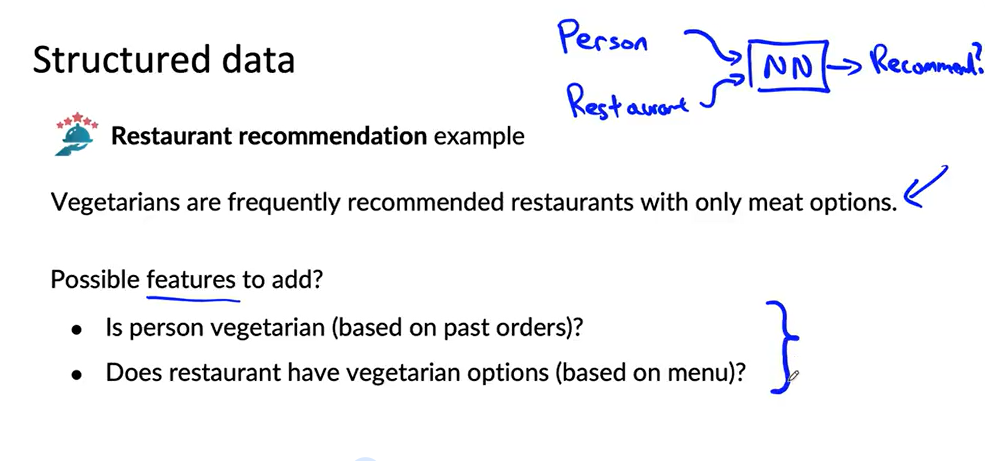 Structured data
Person
NN
Recommend?
Restaurant
Restaurant recommendation example
Vegetarians are frequently recommended restaurants with only meat options.
Possible features to add?
• Is person vegetarian (based on past orders)?
• Does restaurant have vegetarian options (based on menu)?